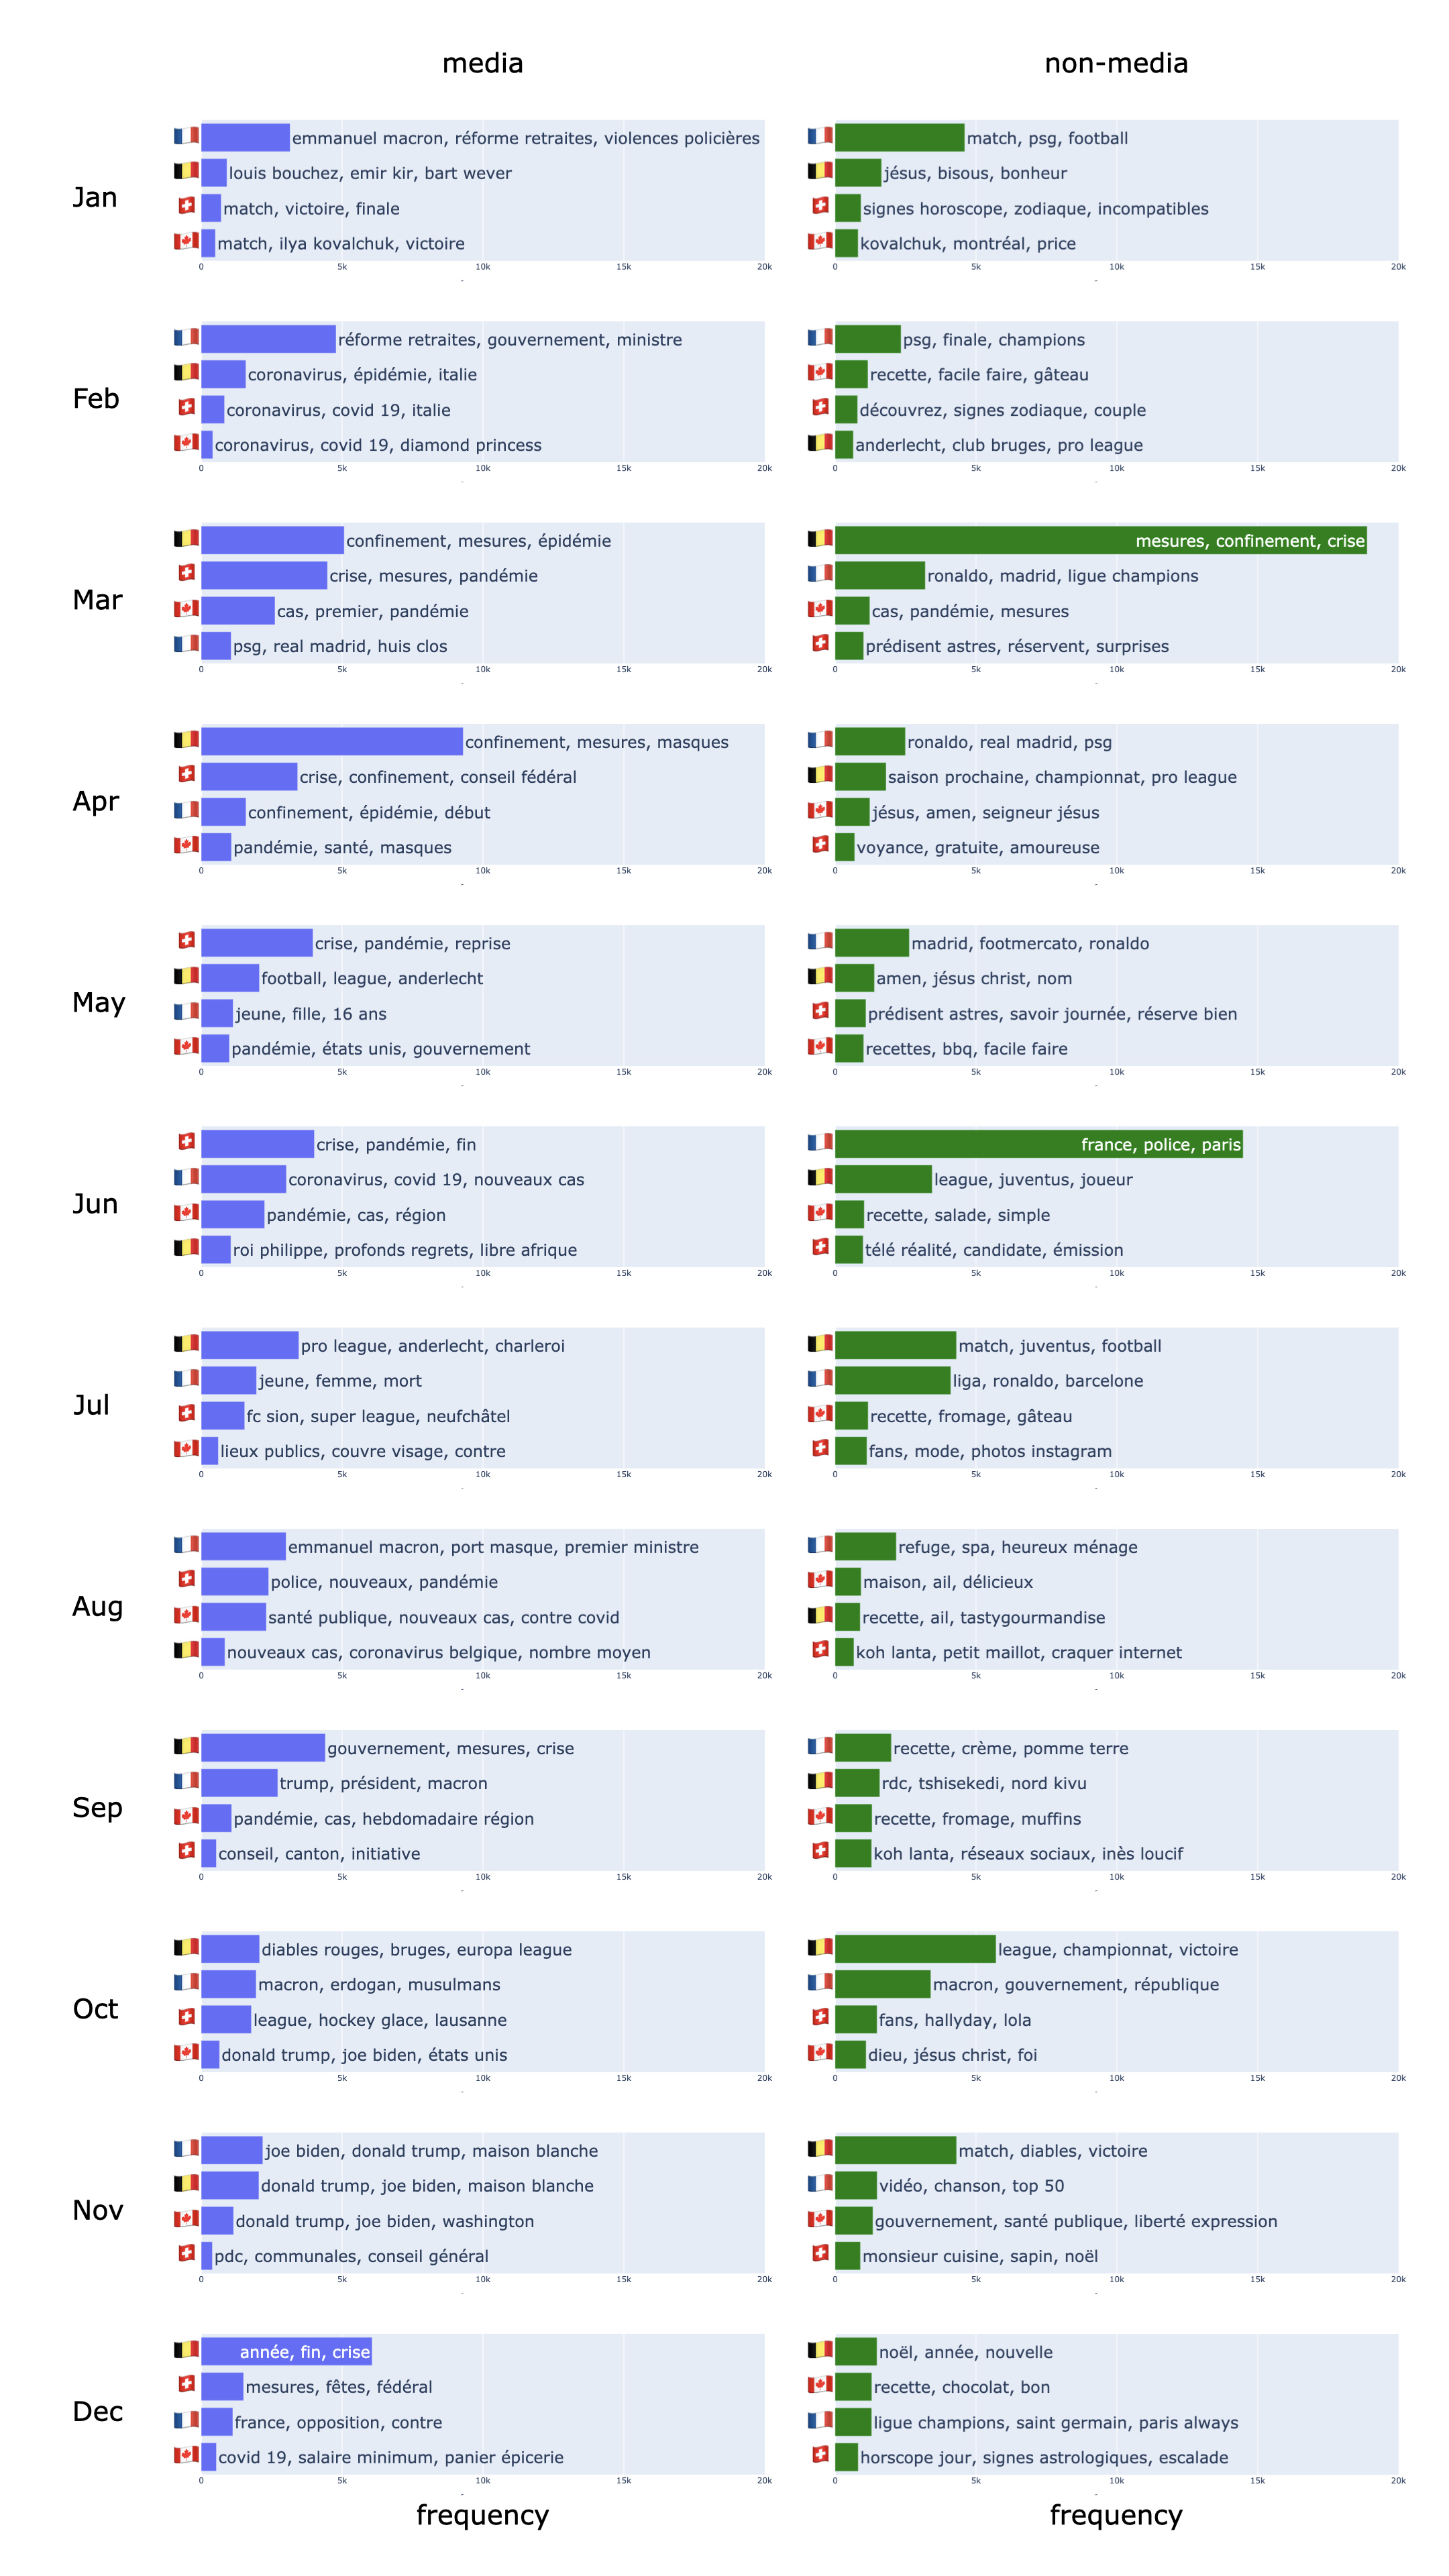 media
non-media
Jan
emmanuel macron, réforme retraites, violences policières
louis bouchez, emir kir, bart wever
match, victoire, finale
match, ilya kovalchuk, victoire
0 5k 10k 15k 20k
match, psg, football
jésus, bisous, bonheur
signes horoscope, zodiaque, incompatibles
kovalchuk, montréal, price
0 5k 10k 15k 20k
Feb
réforme retraites, gouvernement, ministre
coronavirus, épidémie, italie
coronavirus, covid 19, italie
coronavirus, covid 19, diamond princess
0 5k 10k 15k 20k
psg, finale, champions
recette, facile faire, gâteau
découvrez, signes zodiaque, couple
anderlecht, club bruges, pro league
0 5k 10k 15k 20k
Mar
confinement, mesures, épidémie
crise, mesures, pandémie
cas, premier, pandémie
psg, real madrid, huis clos
0 5k 10k 15k 20k
mesures, confinement, crise
ronaldo, madrid, ligue champions
cas, pandémie, mesures
prédisent astres, réservent, surprises
0 5k 10k 15k 20k
Apr
confinement, mesures, masques
crise, confinement, conseil fédéral
confinement, épidémie, début
pandémie, santé, masques
0 5k 10k 15k 20k
ronaldo, real madrid, psg
saison prochaine, championnat, pro league
jésus, amen, seigneur jésus
voyance, gratuite, amoureuse
0 5k 10k 15k 20k
May
crise, pandémie, reprise
football, league, anderlecht
jeune, fille, 16 ans
pandémie, états unis, gouvernement
0 5k 10k 15k 20k
madrid, footmercato, ronaldo
amen, jésus christ, nom
prédisent astres, savoir journée, réserve bien
recettes, bbq, facile faire
0 5k 10k 15k 20k
Jun
crise, pandémie, fin
coronavirus, covid 19, nouveaux cas
pandémie, cas, région
roi philippe, profonds regrets, libre afrique
0 5k 10k 15k 20k
france, police, paris
league, juventus, joueur
recette, salade, simple
télé réalité, candidate, émission
0 5k 10k 15k 20k
Jul
pro league, anderlecht, charleroi
jeune, femme, mort
fc sion, super league, neufchâtel
lieux publics, couvre visage, contre
0 5k 10k 15k 20k
match, juventus, football
liga, ronaldo, barcelone
recette, fromage, gâteau
fans, mode, photos instagram
0 5k 10k 15k 20k
Aug
emmanuel macron, port masque, premier ministre
police, nouveaux, pandémie
santé publique, nouveaux cas, contre covid
nouveaux cas, coronavirus belgique, nombre moyen
0 5k 10k 15k 20k
refuge, spa, heureux ménage
maison, ail, délicieux
recette, ail, tastygourmandise
koh lanta, petit maillot, craquer internet
0 5k 10k 15k 20k
Sep
gouvernement, mesures, crise
trump, président, macron
pandémie, cas, hebdomadaire région
conseil, canton, initiative
0 5k 10k 15k 20k
recette, crème, pomme terre
rdc, tshisekedi, nord kivu
recette, fromage, muffins
koh lanta, réseaux sociaux, inès loucif
0 5k 10k 15k 20k
Oct
diables rouges, bruges, europa league
macron, erdogan, musulmans
league, hockey glace, lausanne
donald trump, joe biden, états unis
0 5k 10k 15k 20k
league, championnat, victoire
macron, gouvernement, république
fans, hallyday, lola
dieu, jésus christ, foi
0 5k 10k 15k 20k
Nov
joe biden, donald trump, maison blanche
donald trump, joe biden, maison blanche
donald trump, joe biden, washington
pdc, communales, conseil général
0 5k 10k 15k 20k
match, diables, victoire
vidéo, chanson, top 50
gouvernement, santé publique, liberté expression
monsieur cuisine, sapin, noël
0 5k 10k 15k 20k
Dec
année, fin, crise
mesures, fêtes, fédéral
france, opposition, contre
covid 19, salaire minimum, panier épicerie
0 5k 10k 15k 20k
noël, année, nouvelle
recette, chocolat, bon
ligue champions, saint germain, paris always
horscope jour, signes astrologiques, escalade
0 5k 10k 15k 20k
frequency
frequency